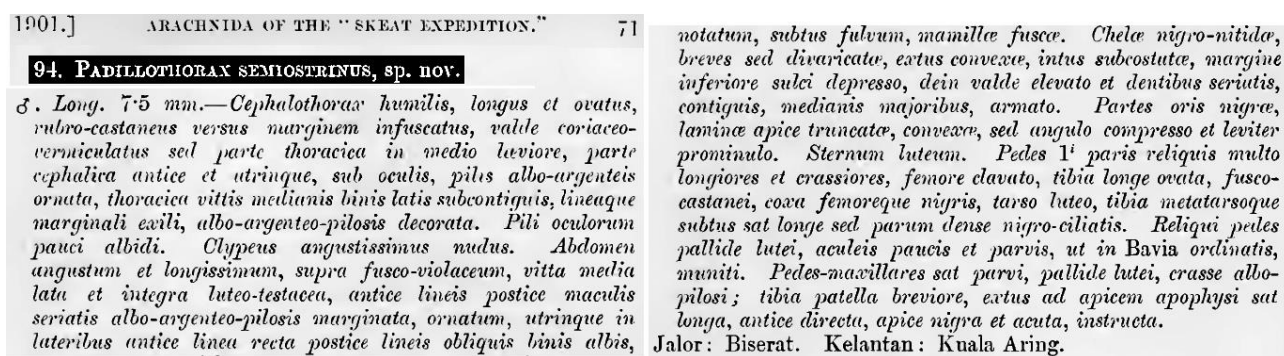 1901.] ARACHNIDA OF THE "SKEAT EXPEDITION." 71
94. PADILLOTHORAX SEMIOSTRINUS, sp. nov.
♂. Long. 7·5 mm.—Cephalothorax humilis, longus et ovatus,
rubro-castaneus versus marginem infuscatus, valde coriaceo-
vermiculatus sed parte thoracica in medio læviore, parte
cephalica antice et utrinque, sub oculis, pilis albo-argenteis
ornata, thoracica vittis medianis binis latis subcontiguis, lineaque
marginali exili, albo-argenteo-pilosis decorata. Pili oculorum
pauci albidi. Clypeus angustissimus nudus. Abdomen
angustum et longissimum, supra fusco-violaceum, vitta media
lata et integra luteo-testacea, antice lineis postice maculis
seriatis albo-argenteo-pilosis marginata, ornatum, utrinque in
lateribus antice linea recta postice lineis obliquis binis albis,
notatum, subtus fulvum, mamillæ fuscæ. Chelæ nigro-nitidæ,
breves sed divaricatæ, extus convexæ, intus subcostatæ, margine
inferiore sulci depresso, dein valde elevato et dentibus seriatis,
contiguis, medianis majoribus, armato. Partes oris nigræ,
laminæ apice truncatæ, convexæ, sed angulo compresso et leviter
prominulo. Sternum luteum. Pedes 1ⁱ paris reliquis multo
longiores et crassiores, femore clavato, tibia longe ovata, fusco-
castanei, coxa femoreque nigris, tarso luteo, tibia metatarsoque
subtus sat longe sed parum dense nigro-ciliatis. Reliqui pedes
pallide lutei, aculeis paucis et parvis, ut in Bavia ordinatis,
muniti. Pedes-maxillares sat parvi, pallide lutei, crasse albo-
pilosi; tibia patella breviore, extus ad apicem apophysi sat
longa, antice directa, apice nigra et acuta, instructa.
Jalor: Biserat. Kelantan: Kuala Aring.